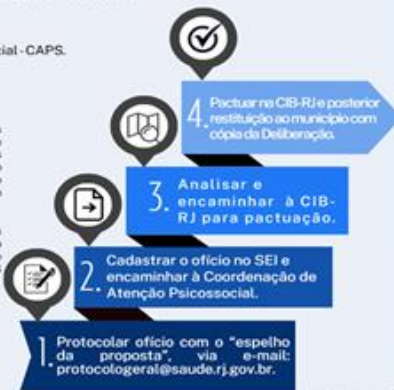 cial - CAPS.
4. Pactuar na CIB-RJ e posterior
restituição ao município com
cópia da Deliberação.
3. Analisar e
encaminhar à CIB-
RJ para pactuação.
2. Cadastrar o ofício no SEI e
encaminhar à Coordenação de
Atenção Psicossocial.
1. Protocolar ofício com o "espelho
da proposta", via e-mail:
protocologeral@saude.rj.gov.br.